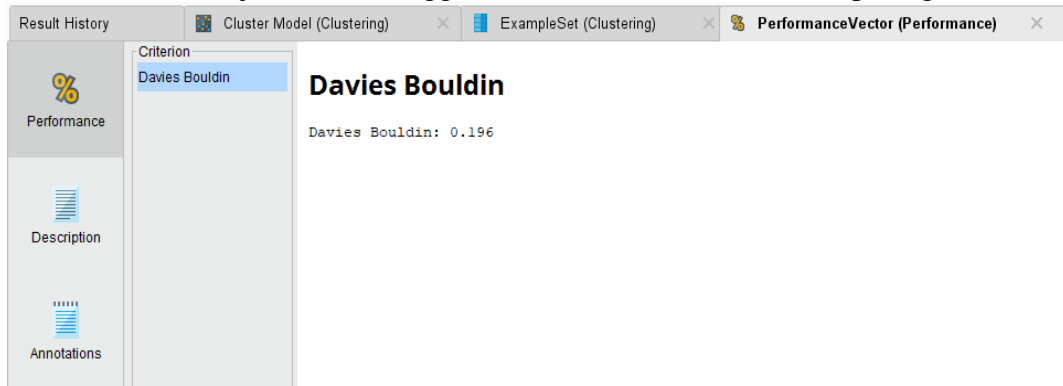 Result History
Cluster Model (Clustering)
ExampleSet (Clustering)
% PerformanceVector (Performance)
Criterion
Davies Bouldin
Davies Bouldin
Davies Bouldin: 0.196
%
Performance
Description
Annotations